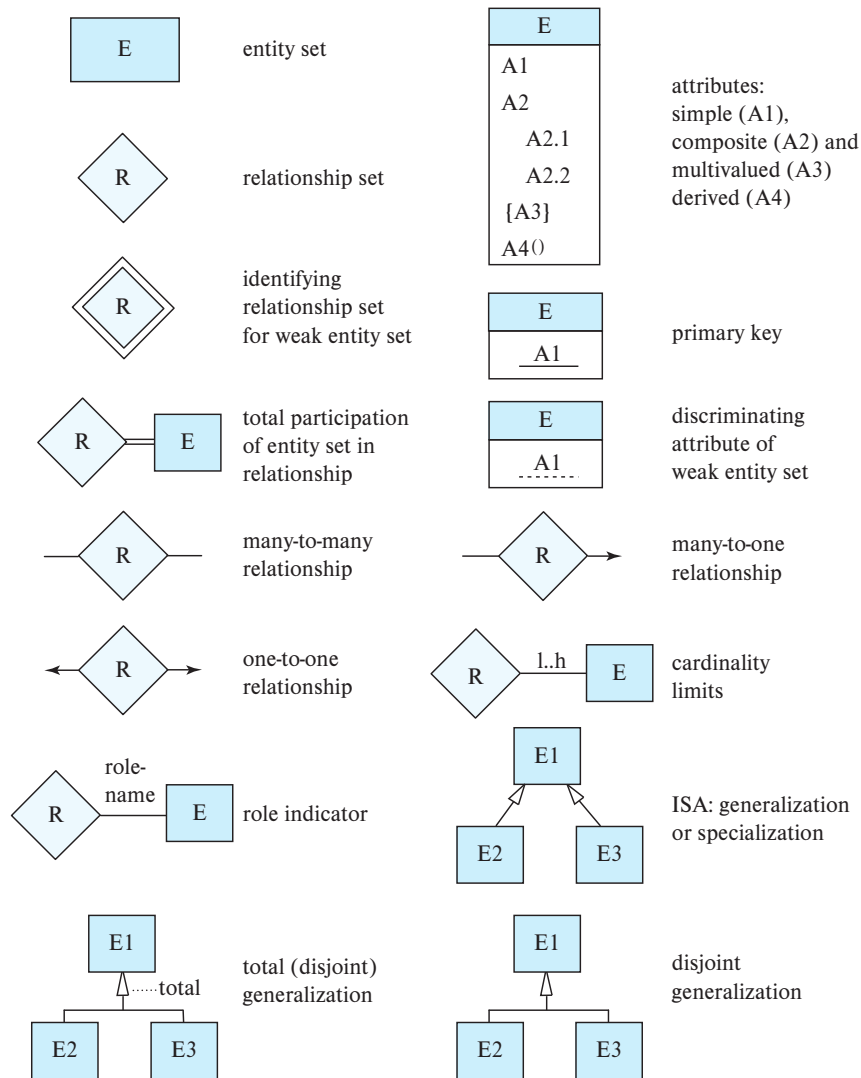 E
entity set
R
relationship set
R
identifying
relationship set
for weak entity set
R
E
total participation
of entity set in
relationship
R
many-to-many
relationship
R
one-to-one
relationship
role-
name
R
E
role indicator
E1
total
E2
E3
total (disjoint)
generalization
E
A1
A2
A2.1
A2.2
{A3}
A4()
attributes:
simple (A1),
composite (A2) and
multivalued (A3)
derived (A4)
E
A1
primary key
E
A1
discriminating
attribute of
weak entity set
R
many-to-one
relationship
R
l..h
E
cardinality
limits
E1
E2
E3
ISA: generalization
or specialization
E1
E2
E3
disjoint
generalization